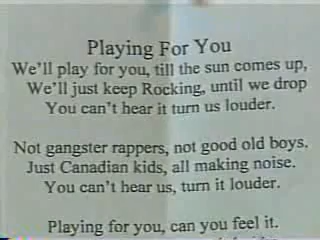 Playing For You
We'll play for you, till the sun comes up,
We'll just keep Rocking, until we drop
You can't hear it turn us louder.
Not gangster rappers, not good old boys.
Just Canadian kids, all making noise.
You can't hear us, turn it louder.
Playing for you, can you feel it.